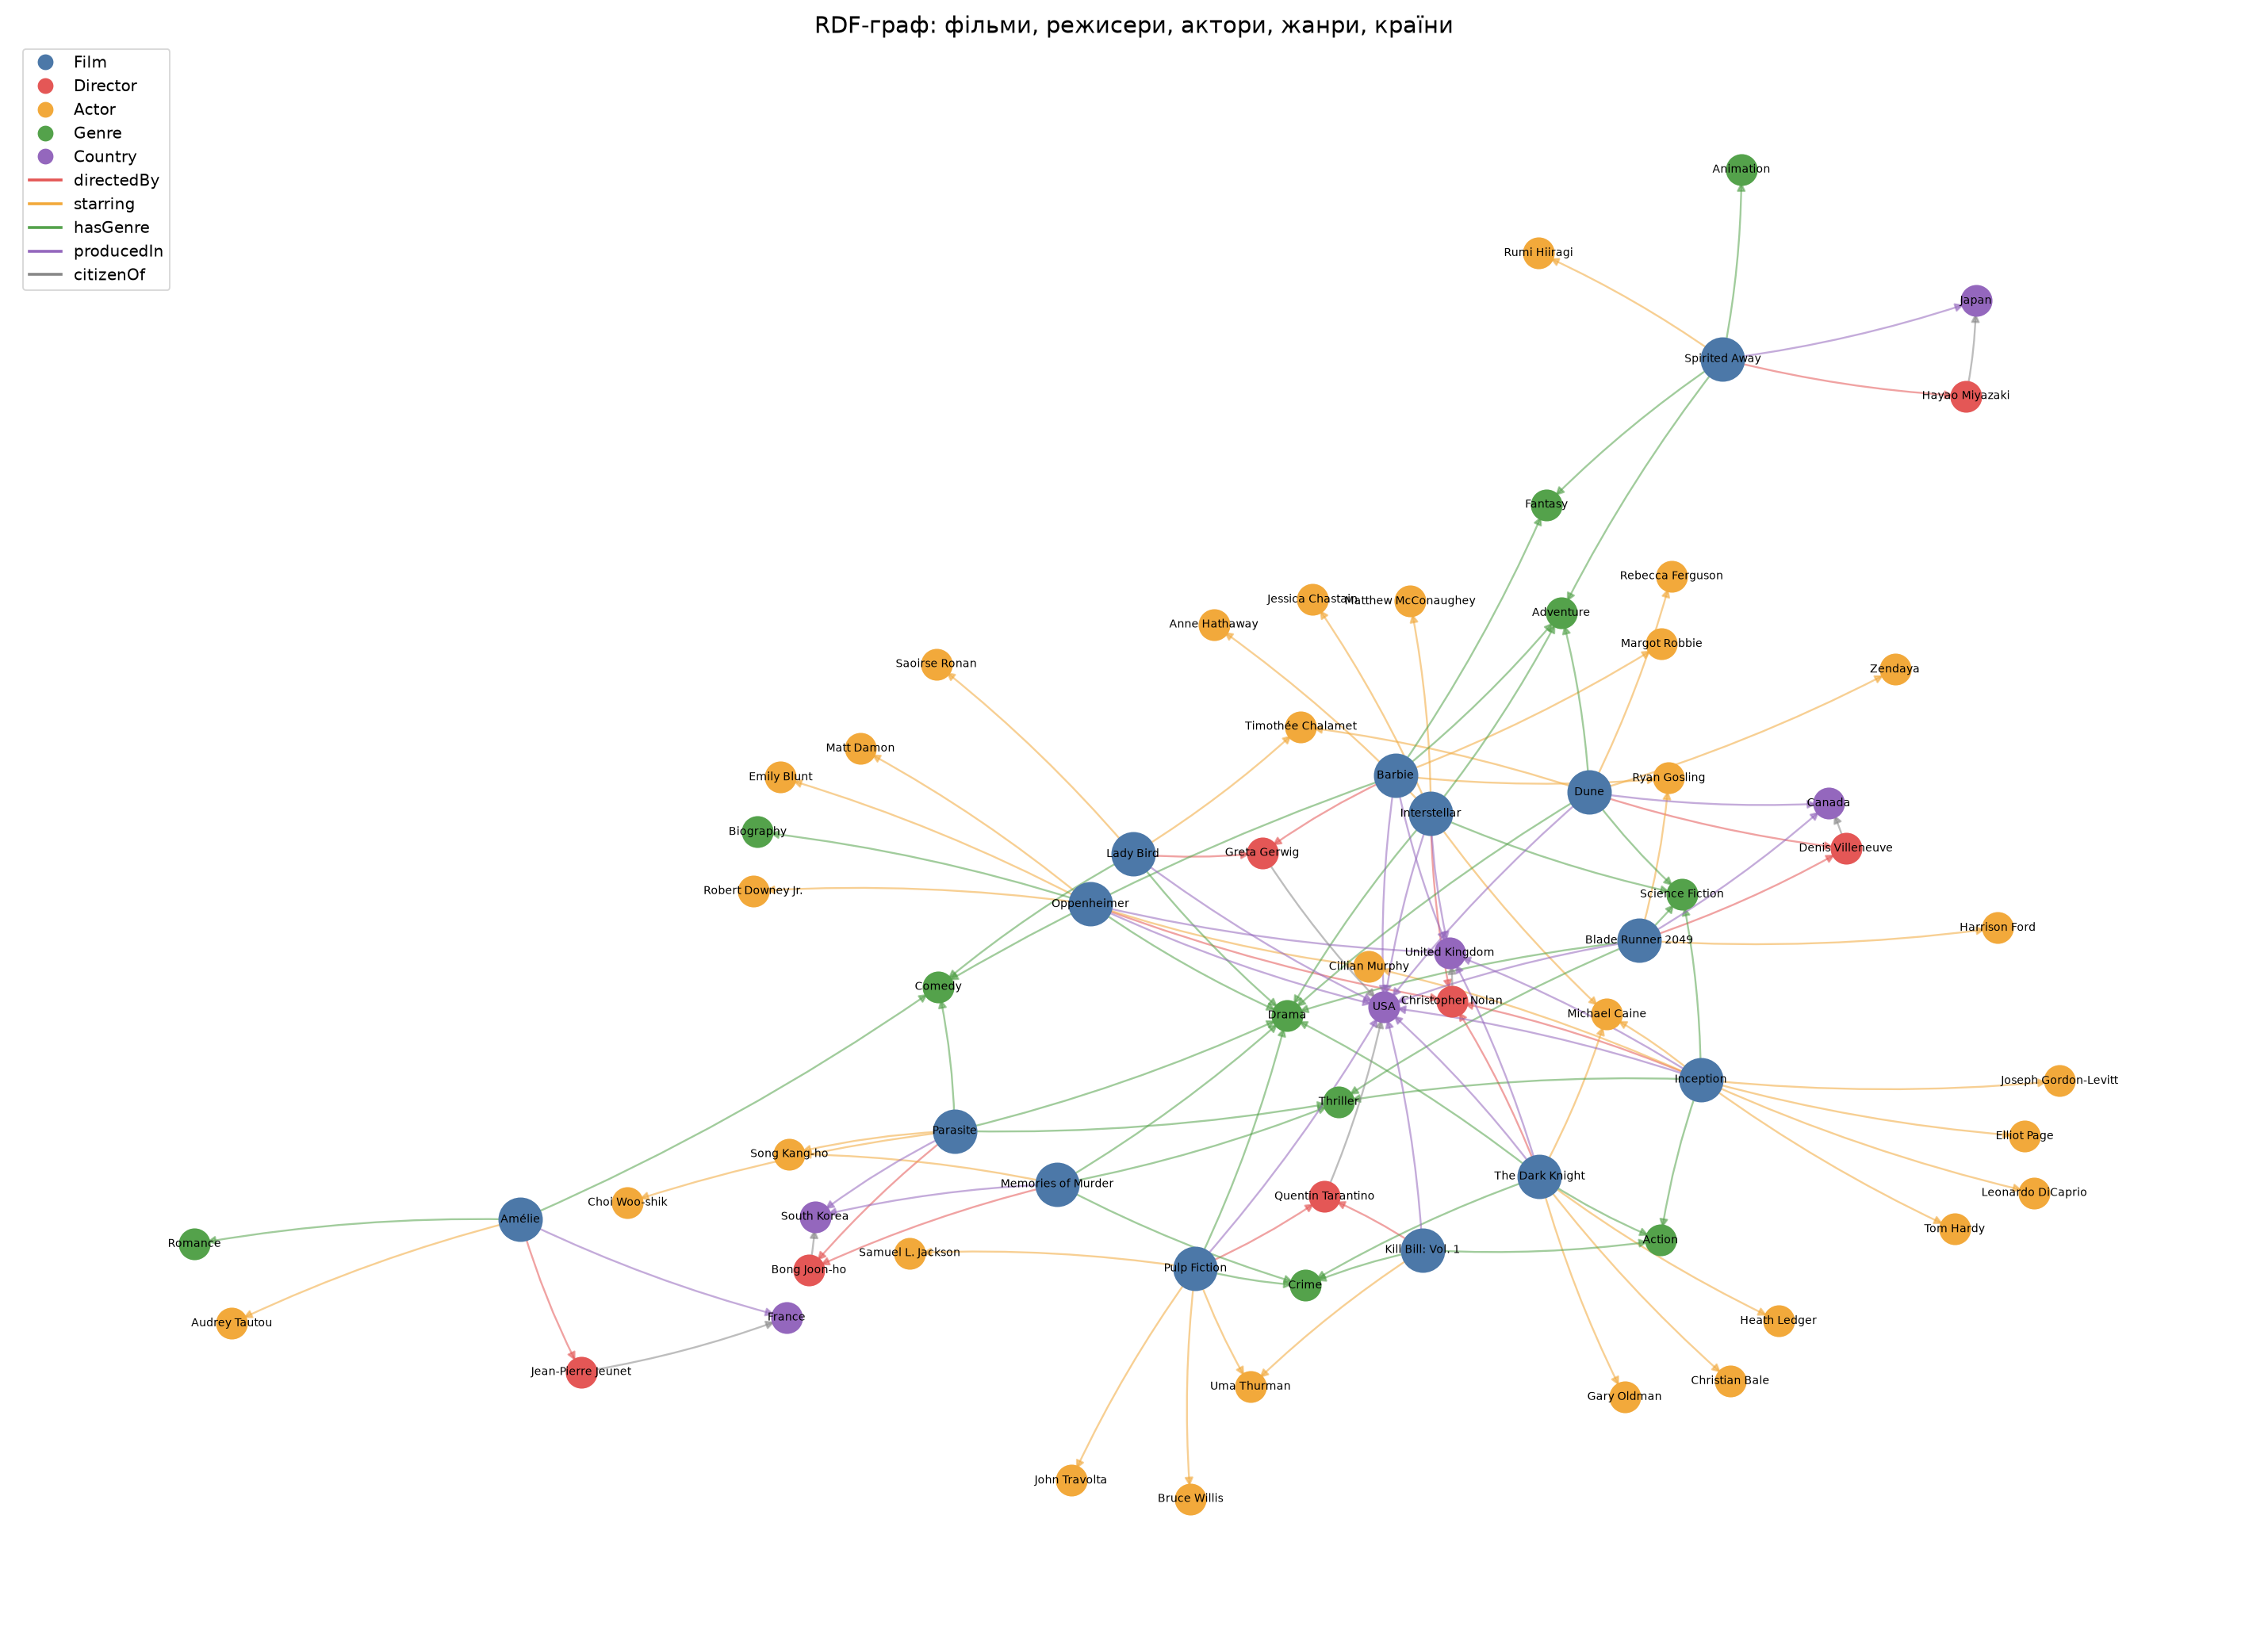 RDF-граф: фільми, режисери, актори, жанри, країни
Film
Director
Actor
Genre
Country
directedBy
starring
hasGenre
producedIn
citizenOf
Animation
Rumi Hiiragi
Japan
Spirited Away
Hayao Miyazaki
Fantasy
Rebecca Ferguson
Jessica Chastain
Matthew McConaughey
Adventure
Anne Hathaway
Margot Robbie
Saoirse Ronan
Zendaya
Timothée Chalamet
Matt Damon
Emily Blunt
Barbie
Ryan Gosling
Dune
Canada
Interstellar
Biography
Lady Bird
Greta Gerwig
Denis Villeneuve
Robert Downey Jr.
Science Fiction
Oppenheimer
Harrison Ford
Blade Runner 2049
United Kingdom
Cillian Murphy
Comedy
Christopher Nolan
USA
Drama
Michael Caine
Inception
Joseph Gordon-Levitt
Thriller
Parasite
Elliot Page
Song Kang-ho
The Dark Knight
Memories of Murder
Leonardo DiCaprio
Quentin Tarantino
Choi Woo-shik
South Korea
Amélie
Tom Hardy
Romance
Action
Kill Bill: Vol. 1
Samuel L. Jackson
Pulp Fiction
Bong Joon-ho
Crime
France
Heath Ledger
Audrey Tautou
Jean-Pierre Jeunet
Christian Bale
Uma Thurman
Gary Oldman
John Travolta
Bruce Willis